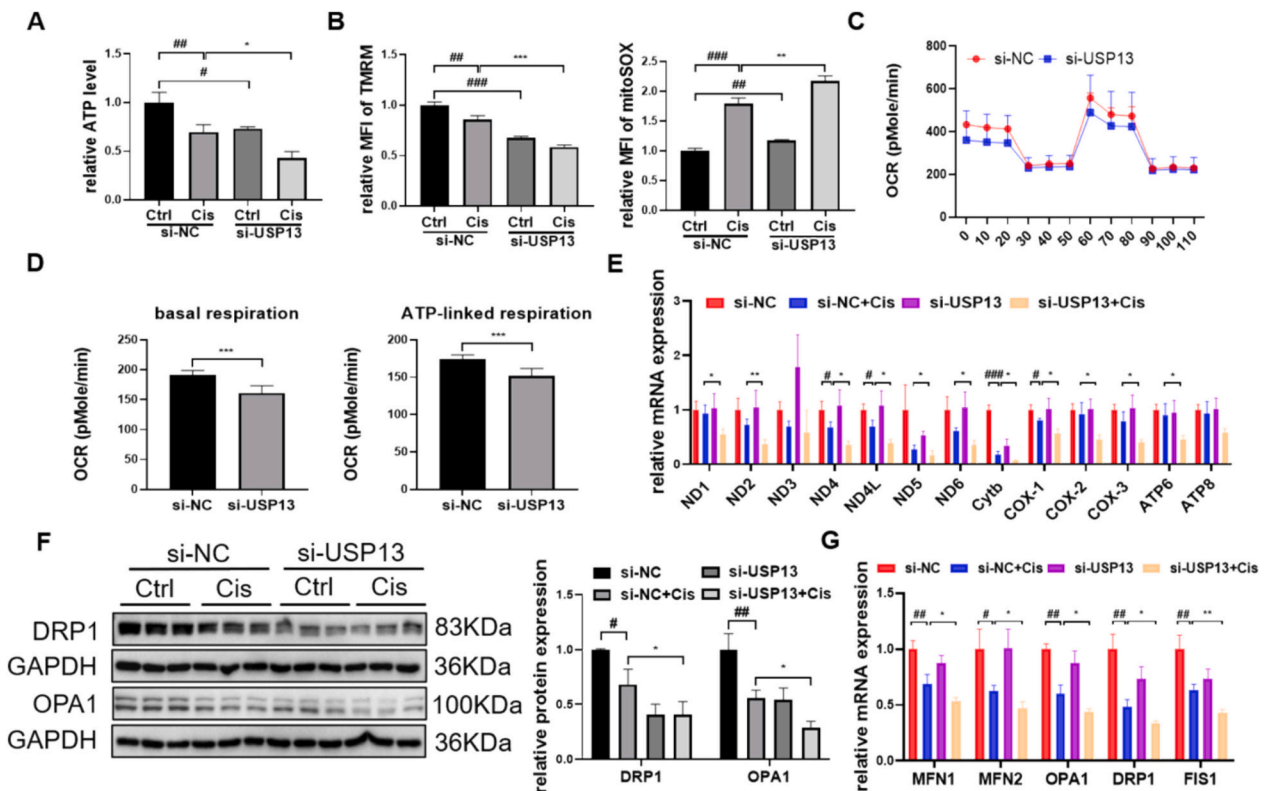 A
relative ATP level
1.5
1.0
0.5
0.0
## *
#
Ctrl Cis Ctrl Cis
si-NC si-USP13
B
relative MFI of TMRM
1.5
1.0
0.5
0.0
## ***
###
Ctrl Cis Ctrl Cis
si-NC si-USP13
relative MFI of mitoSOX
2.5
2.0
1.5
1.0
0.5
0.0
### **
##
Ctrl Cis Ctrl Cis
si-NC si-USP13
C
OCR (pMole/min)
800
600
400
200
0
si-NC si-USP13
0 10 20 30 40 50 60 70 80 90 100 110
D
basal respiration
OCR (pMole/min)
250
200
150
100
50
0
***
si-NC si-USP13
ATP-linked respiration
OCR (pMole/min)
200
150
100
50
0
***
si-NC si-USP13
E
relative mRNA expression
si-NC si-NC+Cis si-USP13 si-USP13+Cis
3
2
1
0
* ** # * # * * * ### * # * * * *
ND1 ND2 ND3 ND4 ND4L ND5 ND6 Cytb COX-1 COX-2 COX-3 ATP6 ATP8
F
si-NC si-USP13
Ctrl Cis Ctrl Cis
DRP1 83KDa
GAPDH 36KDa
OPA1 100KDa
GAPDH 36KDa
relative protein expression
si-NC si-USP13
si-NC+Cis si-USP13+Cis
1.5
1.0
0.5
0.0
# * ## *
DRP1 OPA1
G
relative mRNA expression
si-NC si-NC+Cis si-USP13 si-USP13+Cis
1.5
1.0
0.5
0.0
## * # * ## * ## * ## **
MFN1 MFN2 OPA1 DRP1 FIS1